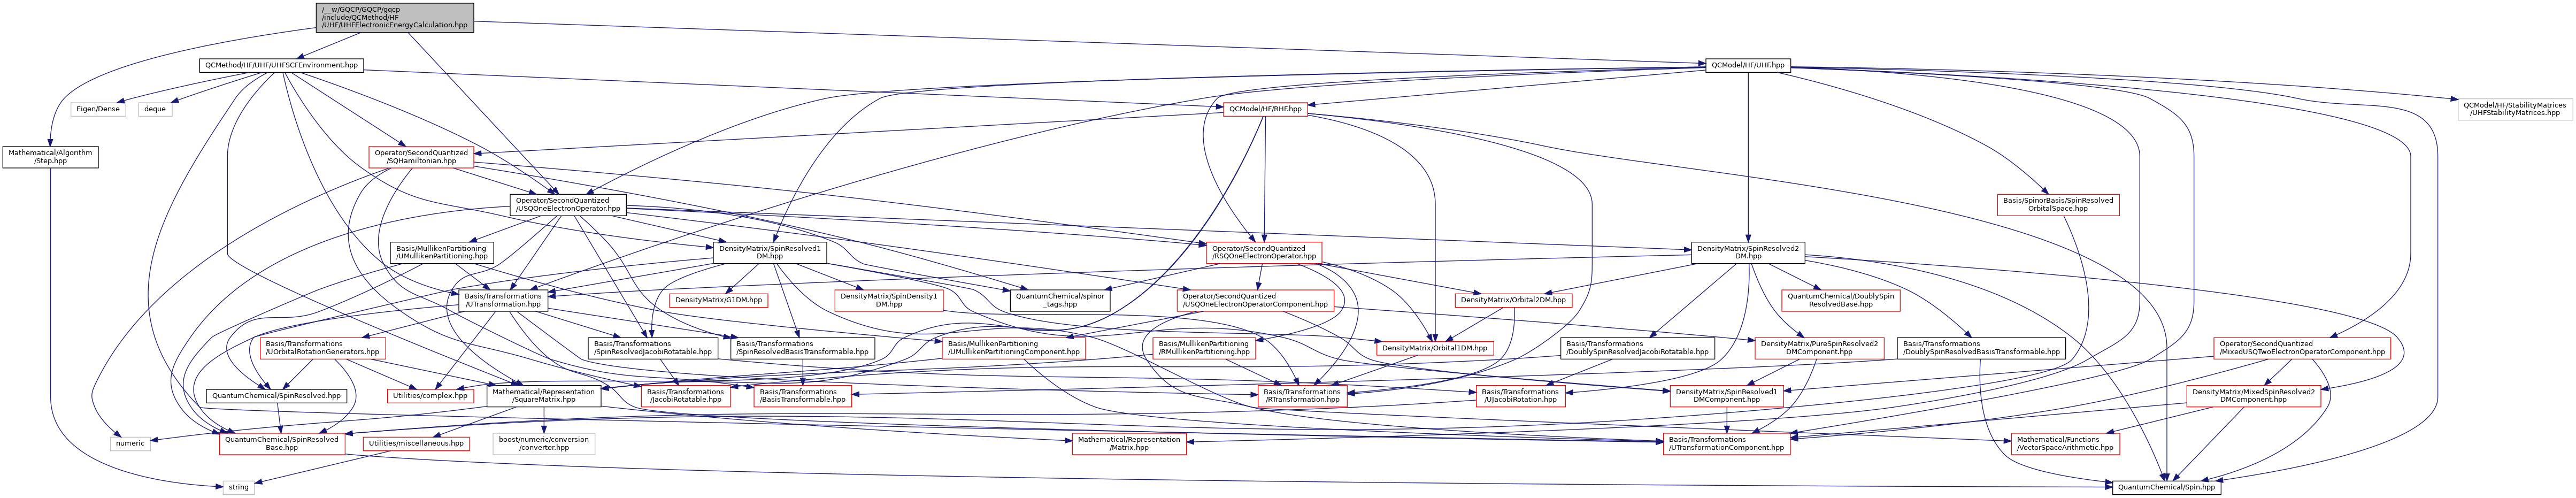 /__w/GQCP/GQCP/gqcp
/include/QCMethod/HF
/UHF/UHFElectronicEnergyCalculation.hpp
QCMethod/HF/UHF/UHFSCFEnvironment.hpp
QCModel/HF/UHF.hpp
Eigen/Dense
deque
QCModel/HF/RHF.hpp
QCModel/HF/StabilityMatrices
/UHFStabilityMatrices.hpp
Mathematical/Algorithm
/Step.hpp
Operator/SecondQuantized
/SQHamiltonian.hpp
Operator/SecondQuantized
/USQOneElectronOperator.hpp
Basis/SpinorBasis/SpinResolved
OrbitalSpace.hpp
Basis/MullikenPartitioning
/UMullikenPartitioning.hpp
DensityMatrix/SpinResolved1
DM.hpp
Operator/SecondQuantized
/RSQOneElectronOperator.hpp
DensityMatrix/SpinResolved2
DM.hpp
Basis/Transformations
/UTransformation.hpp
DensityMatrix/G1DM.hpp
DensityMatrix/SpinDensity1
DM.hpp
QuantumChemical/spinor
_tags.hpp
Operator/SecondQuantized
/USQOneElectronOperatorComponent.hpp
DensityMatrix/Orbital2DM.hpp
QuantumChemical/DoublySpin
ResolvedBase.hpp
Basis/Transformations
/UOrbitalRotationGenerators.hpp
Basis/Transformations
/SpinResolvedJacobiRotatable.hpp
Basis/Transformations
/SpinResolvedBasisTransformable.hpp
Basis/MullikenPartitioning
/UMullikenPartitioningComponent.hpp
Basis/MullikenPartitioning
/RMullikenPartitioning.hpp
DensityMatrix/Orbital1DM.hpp
Basis/Transformations
/DoublySpinResolvedJacobiRotatable.hpp
DensityMatrix/PureSpinResolved2
DMComponent.hpp
Basis/Transformations
/DoublySpinResolvedBasisTransformable.hpp
Operator/SecondQuantized
/MixedUSQTwoElectronOperatorComponent.hpp
QuantumChemical/SpinResolved.hpp
Utilities/complex.hpp
Mathematical/Representation
/SquareMatrix.hpp
Basis/Transformations
/JacobiRotatable.hpp
Basis/Transformations
/BasisTransformable.hpp
Basis/Transformations
/RTransformation.hpp
Basis/Transformations
/UJacobiRotation.hpp
DensityMatrix/SpinResolved1
DMComponent.hpp
DensityMatrix/MixedSpinResolved2
DMComponent.hpp
numeric
QuantumChemical/SpinResolved
Base.hpp
Utilities/miscellaneous.hpp
boost/numeric/conversion
/converter.hpp
Mathematical/Representation
/Matrix.hpp
Basis/Transformations
/UTransformationComponent.hpp
Mathematical/Functions
/VectorSpaceArithmetic.hpp
string
QuantumChemical/Spin.hpp